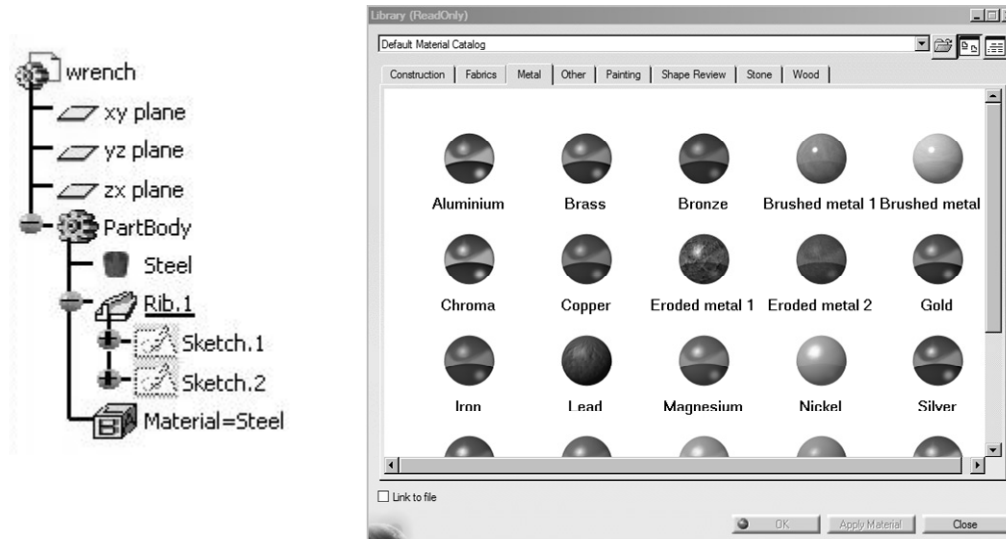 wrench
xy plane
yz plane
zx plane
PartBody
Steel
Rib.1
Sketch.1
Sketch.2
Material=Steel
Library (ReadOnly)
Default Material Catalog
Construction Fabrics Metal Other Painting Shape Review Stone Wood
Aluminium Brass Bronze Brushed metal 1 Brushed metal
Chroma Copper Eroded metal 1 Eroded metal 2 Gold
Iron Lead Magnesium Nickel Silver
Link to file
OK Apply Material Close